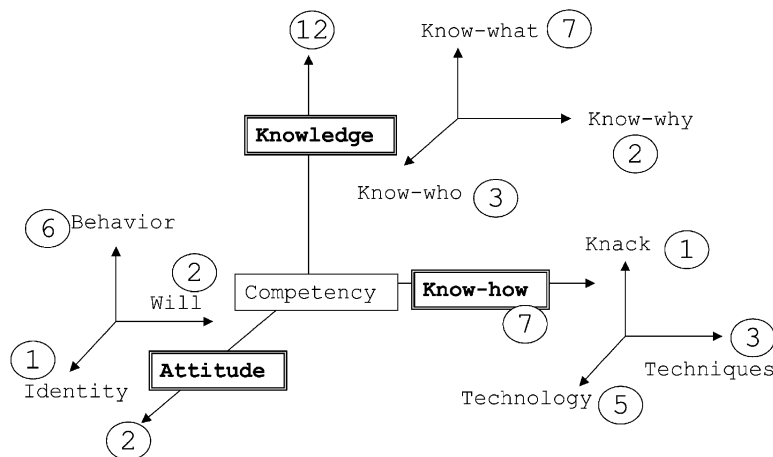 12
Know-what 7
Knowledge
Know-why
2
Know-who 3
6 Behavior
2
Will
Competency
Know-how
7
Knack 1
1
Identity
Attitude
2
3
Techniques
Technology 5